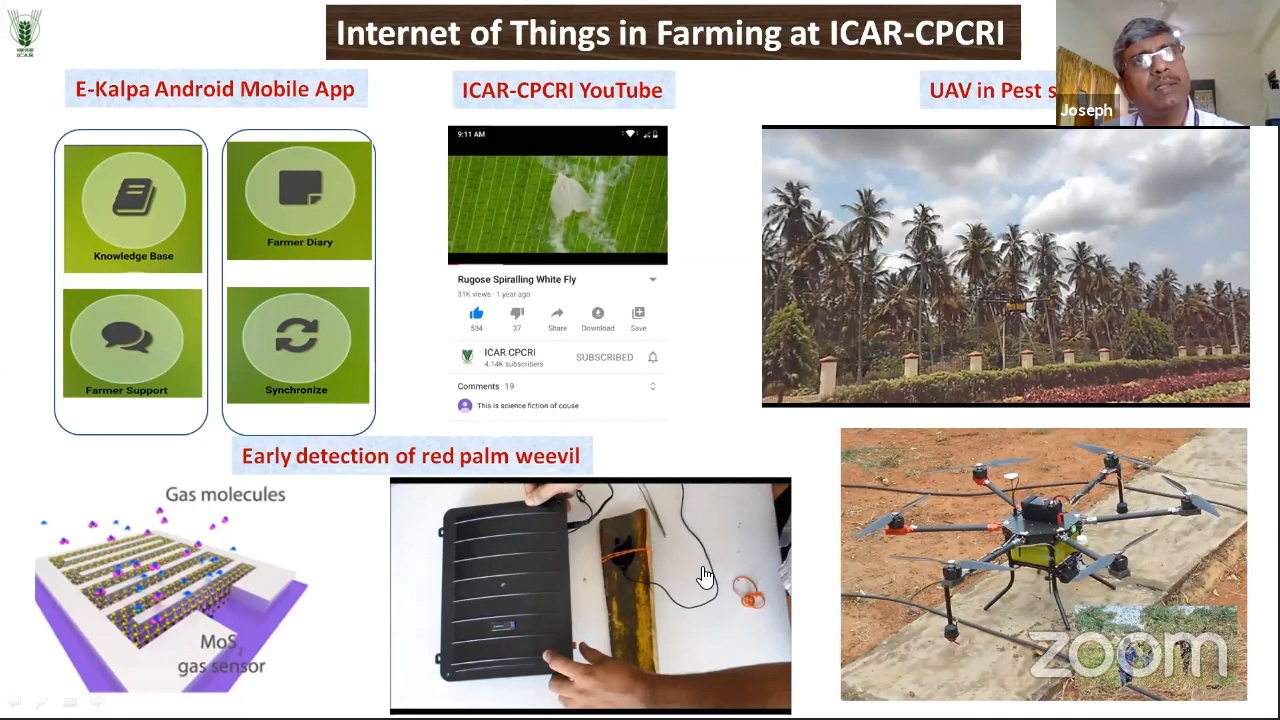 Internet of Things in Farming at ICAR-CPCRI
ICAR
E-Kalpa Android Mobile App
ICAR-CPCRI YouTube
UAV in Pest s
Joseph
Knowledge Base
Farmer Diary
Farmer Support
Synchronize
9:11 AM
Rugose Spiralling White Fly
31K views · 1 year ago
534
37
Share
Download
Save
ICAR CPCRI
4.14K subscribers
SUBSCRIBED
Comments 19
This is science fiction of couse
Early detection of red palm weevil
Gas molecules
MoS2
gas sensor
zoom